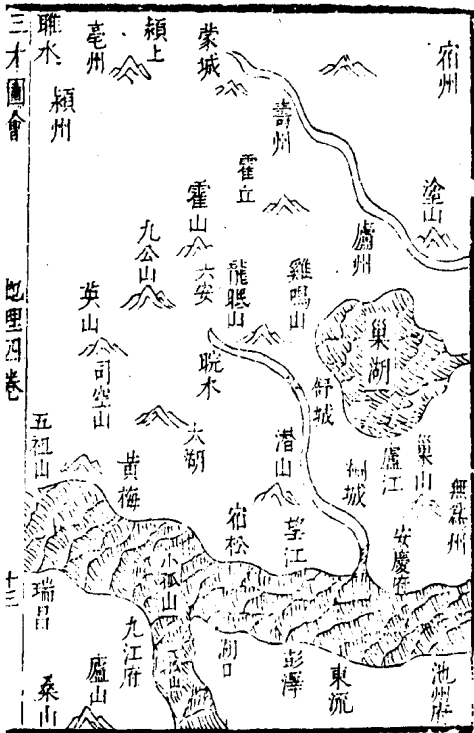 宿州
塗山
巢湖
巢山
無為州
廬州
雞鳴山
舒城
廬江
桐城
安慶府
池州府
壽州
霍丘
龍眠山
潛山
望江
東流
彭澤
蒙城
霍山
六安
皖水
太湖
宿松
湖口
潁上
九公山
司空山
小孤山
亳州
英山
黃梅
九江府
潁州
五祖山
瑞昌
廬山
桑山
睢水
三才圖會
地理四卷
十三